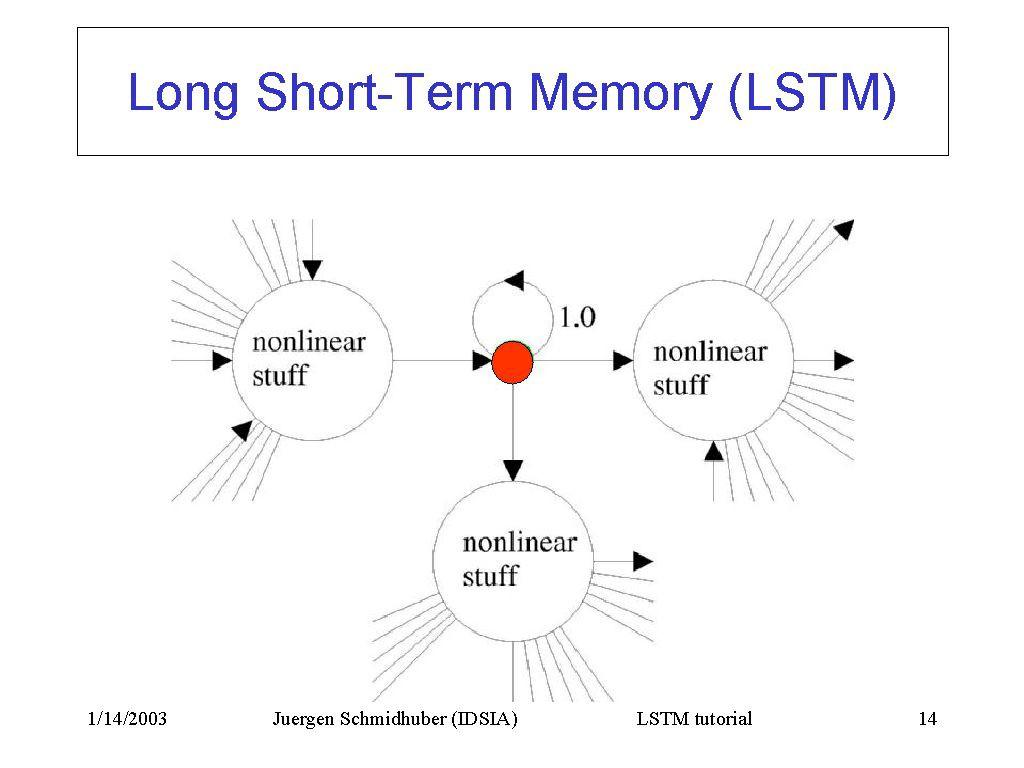 Long Short-Term Memory (LSTM)
nonlinear
stuff
1.0
nonlinear
stuff
nonlinear
stuff
1/14/2003 Juergen Schmidhuber (IDSIA) LSTM tutorial 14